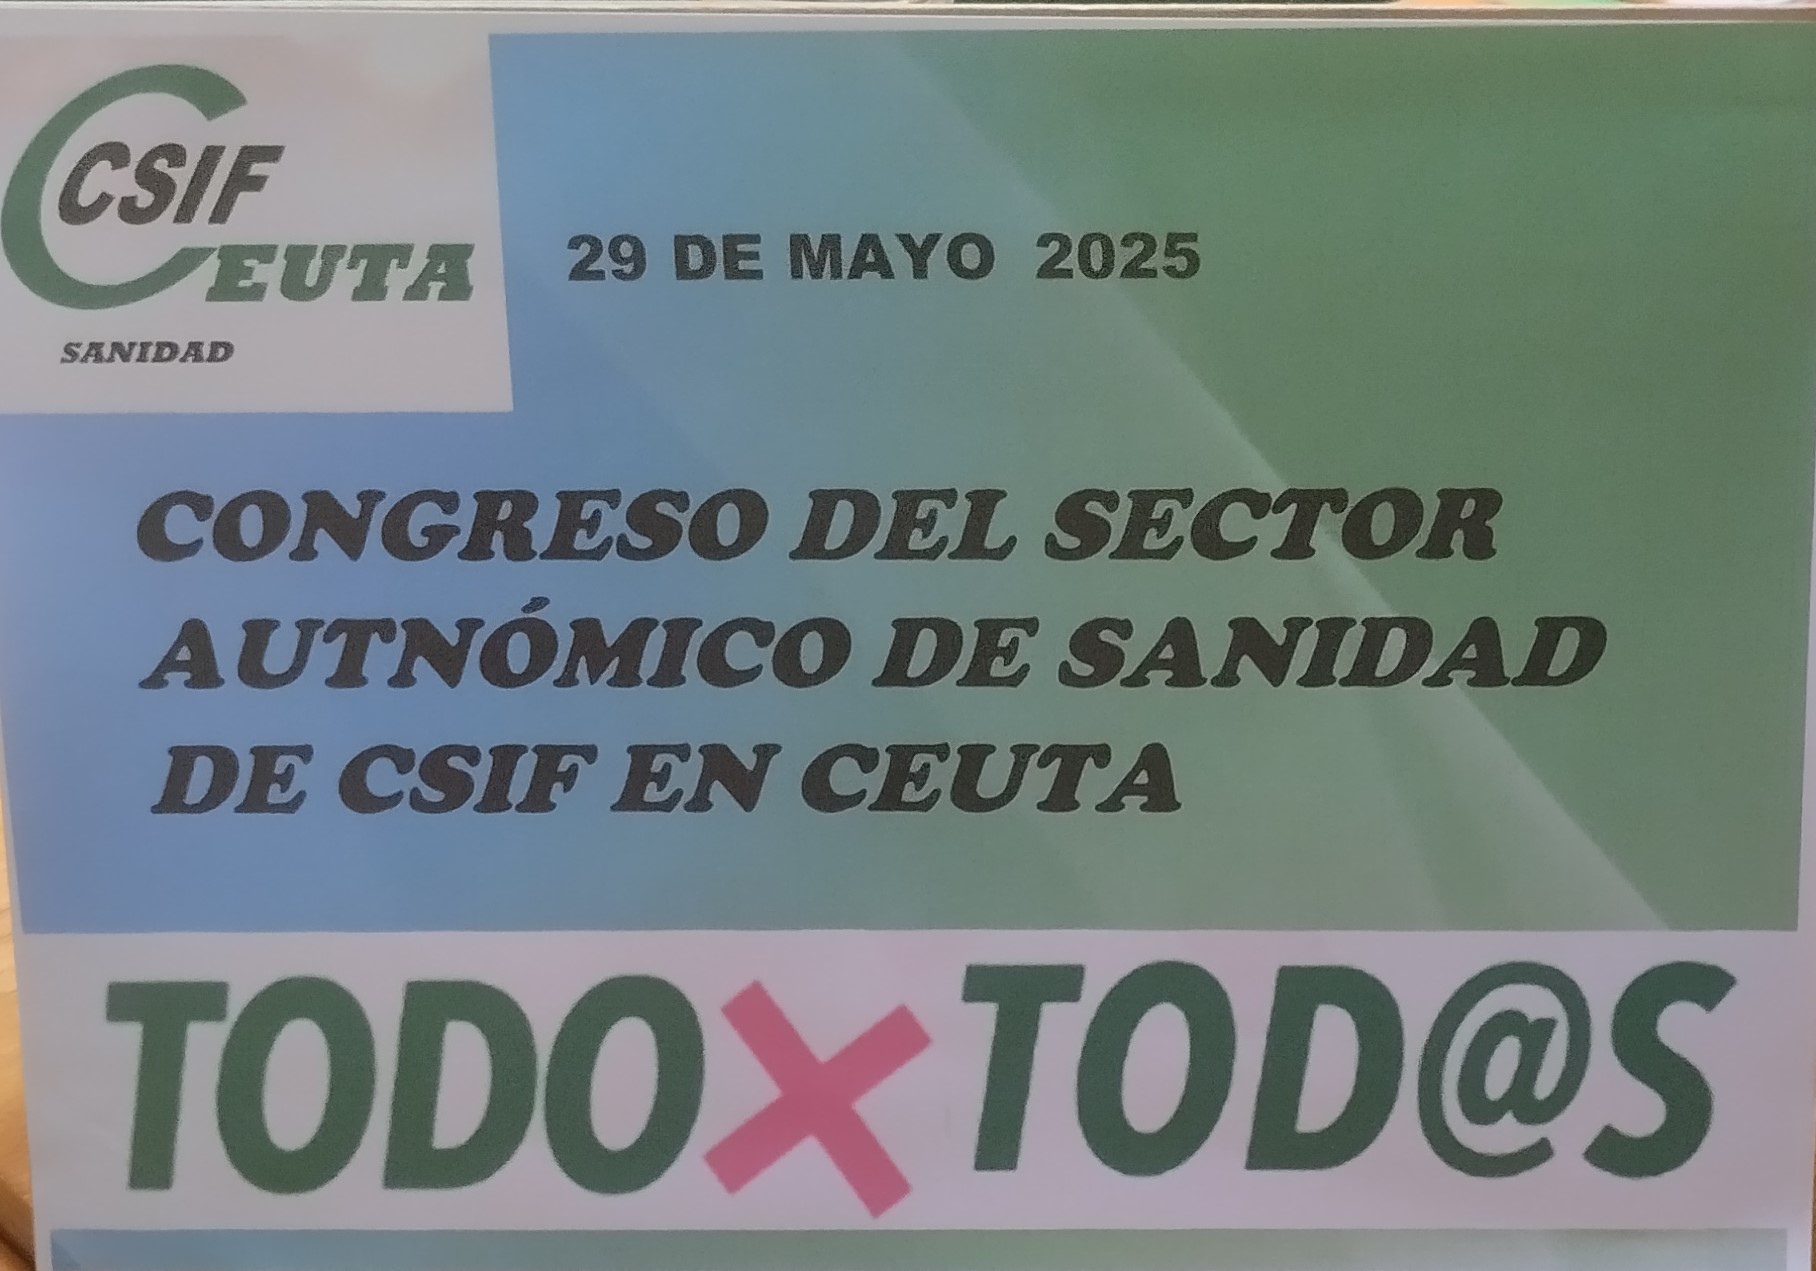 CSIF
CEUTA
SANIDAD
29 DE MAYO 2025
CONGRESO DEL SECTOR
AUTNÓMICO DE SANIDAD
DE CSIF EN CEUTA
TODO X TOD@S